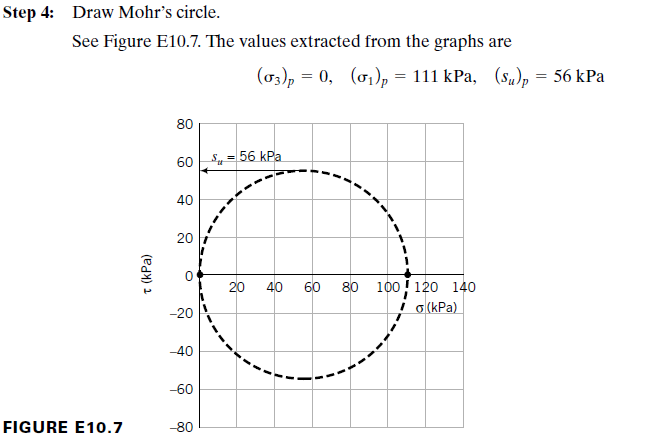 Step 4: Draw Mohr's circle.
See Figure E10.7. The values extracted from the graphs are
(σ₃)ₚ = 0, (σ₁)ₚ = 111 kPa, (sᵤ)ₚ = 56 kPa
80
60
sᵤ = 56 kPa
40
20
0
20 40 60 80 100 120 140
σ (kPa)
τ (kPa)
−20
−40
−60
−80
FIGURE E10.7